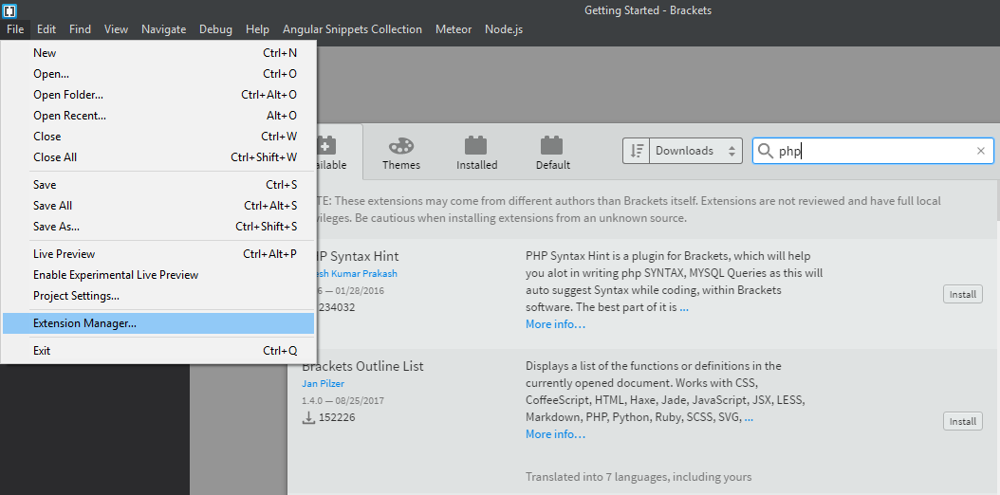 Getting Started - Brackets
File Edit Find View Navigate Debug Help Angular Snippets Collection Meteor Node.js
New Ctrl+N
Open... Ctrl+O
Open Folder... Ctrl+Alt+O
Open Recent... Alt+O
Close Ctrl+W
Close All Ctrl+Shift+W
Save Ctrl+S
Save All Ctrl+Alt+S
Save As... Ctrl+Shift+S
Live Preview Ctrl+Alt+P
Enable Experimental Live Preview
Project Settings...
Extension Manager...
Exit Ctrl+Q
ilable Themes Installed Default
Downloads
php
TE: These extensions may come from different authors than Brackets itself. Extensions are not reviewed and have full local
vileges. Be cautious when installing extensions from an unknown source.
HP Syntax Hint
esh Kumar Prakash
6 — 01/28/2016
234032
PHP Syntax Hint is a plugin for Brackets, which will help
you alot in writing php SYNTAX, MYSQL Queries as this will
auto suggest Syntax while coding, within Brackets
software. The best part of it is ...
More info...
Install
Brackets Outline List
Jan Pilzer
1.4.0 — 08/25/2017
152226
Displays a list of the functions or definitions in the
currently opened document. Works with CSS,
CoffeeScript, HTML, Haxe, Jade, JavaScript, JSX, LESS,
Markdown, PHP, Python, Ruby, SCSS, SVG, ...
More info...
Install
Translated into 7 languages, including yours